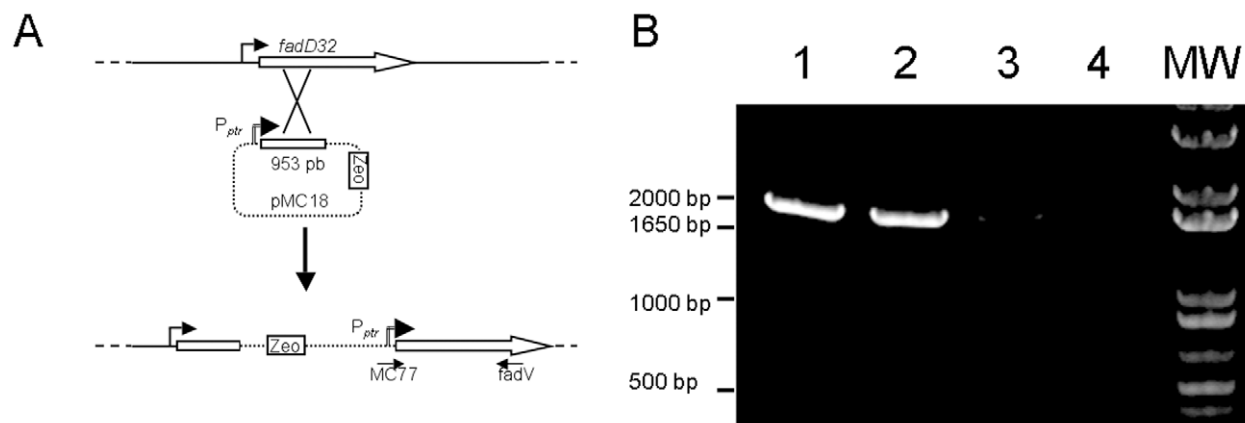 A
fadD32
Pptr
953 pb
Zeo
pMC18
Zeo
Pptr
MC77
fadV
B
1 2 3 4 MW
2000 bp
1650 bp
1000 bp
500 bp